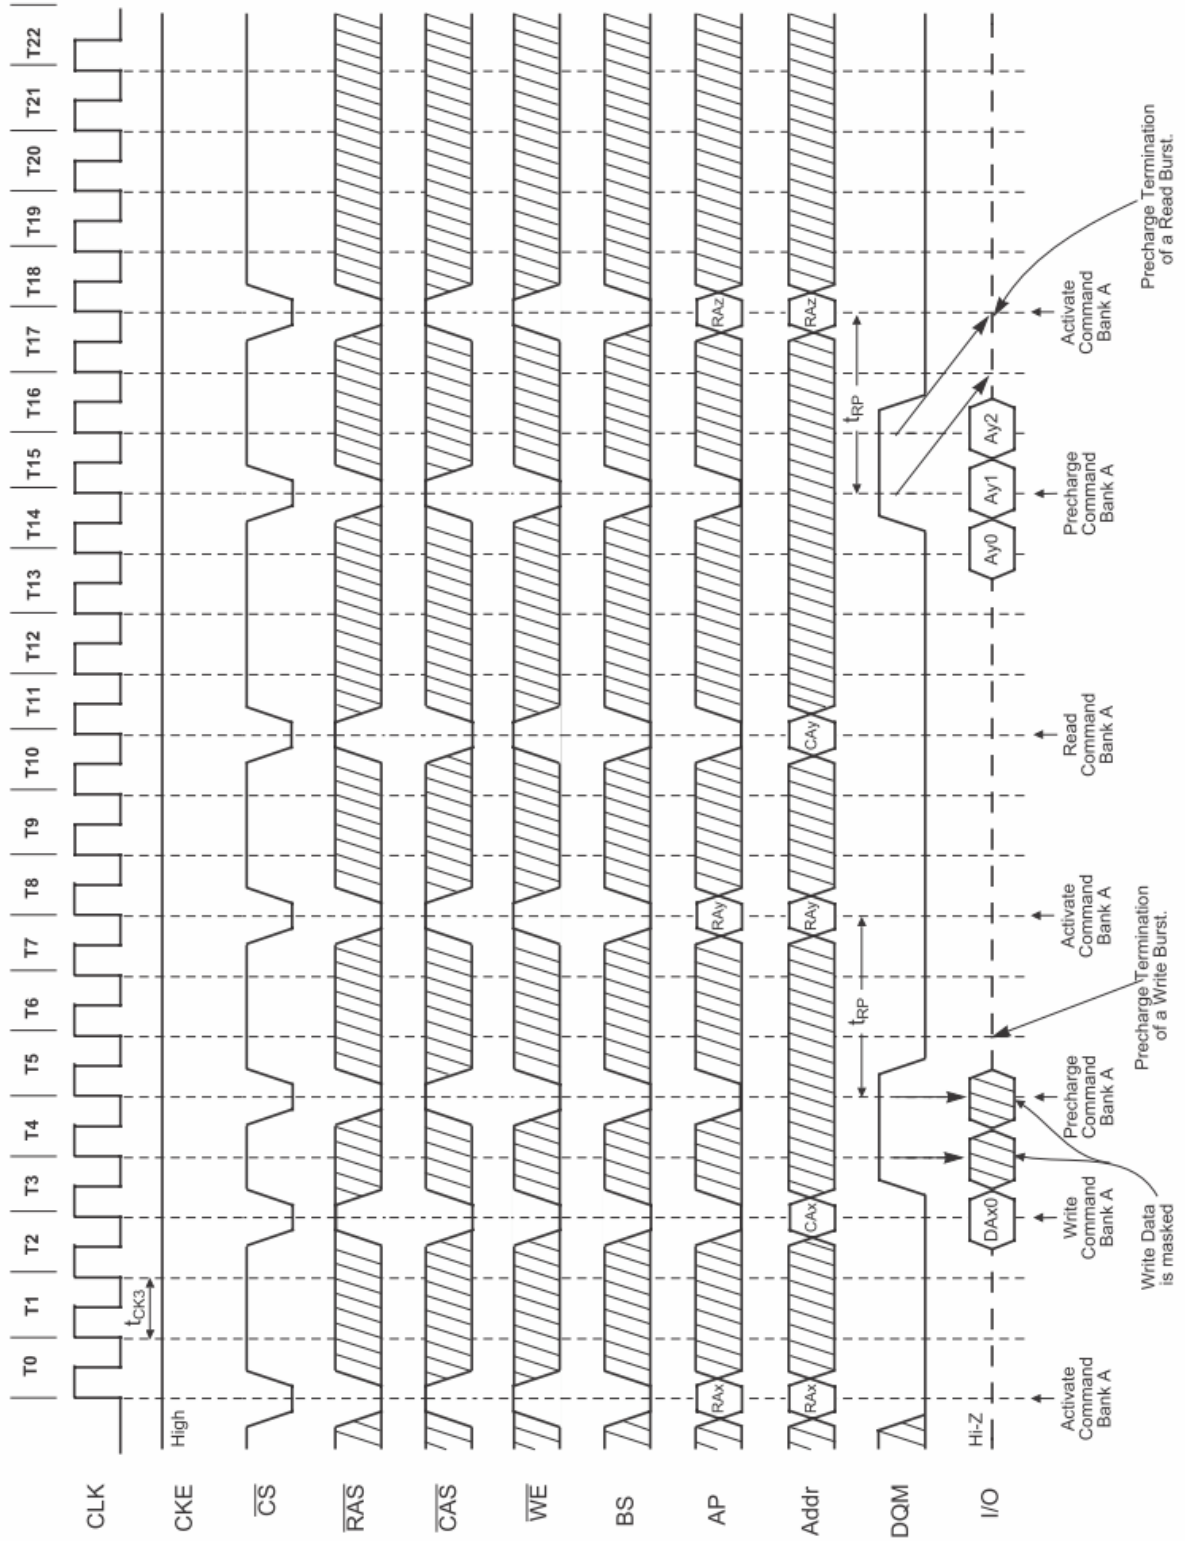 T0 T1 T2 T3 T4 T5 T6 T7 T8 T9 T10 T11 T12 T13 T14 T15 T16 T17 T18 T19 T20 T21 T22
CLK
tCK3
CKE
High
CS
RAS
CAS
WE
BS
AP
RAx RAy RAz
Addr
RAx CAx RAy CAy RAz
tRP tRP
DQM
I/O
Hi-Z
DAx0 Ay0 Ay1 Ay2
Activate
Command
Bank A
Write
Command
Bank A
Precharge
Command
Bank A
Activate
Command
Bank A
Read
Command
Bank A
Precharge
Command
Bank A
Activate
Command
Bank A
Write Data
is masked
Precharge Termination
of a Write Burst.
Precharge Termination
of a Read Burst.